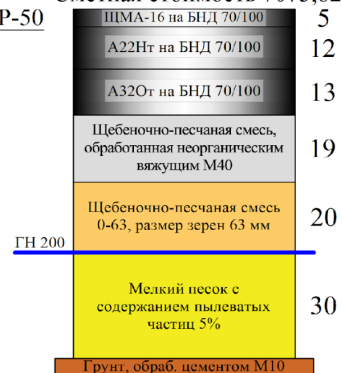 Р-50
ЩМА-16 на БНД 70/100
5
А22Нт на БНД 70/100
12
А32От на БНД 70/100
13
Щебеночно-песчаная смесь,
обработанная неорганическим
вяжущим М40
19
Щебеночно-песчаная смесь
0-63, размер зерен 63 мм
20
ГН 200
Мелкий песок с
содержанием пылеватых
частиц 5%
30
Грунт, обраб. цементом М10